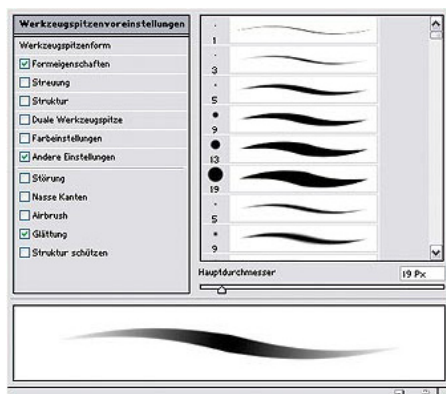 Werkzeugspitzenvoreinstellungen
Werkzeugspitzenform
Formeigenschaften
Streuung
Struktur
Duale Werkzeugspitze
Farbeinstellungen
Andere Einstellungen
Störung
Nasse Kanten
Airbrush
Glättung
Struktur schützen
1
3
5
9
13
19
5
9
Hauptdurchmesser
19 Px